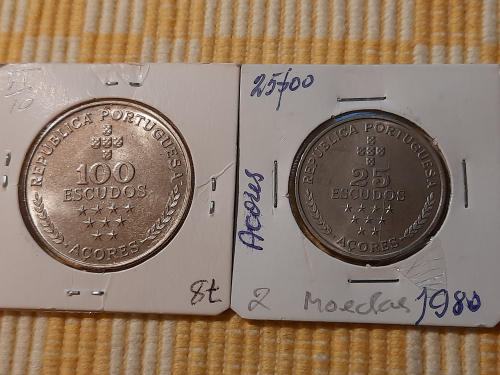 REPUBLICA PORTUGUESA
100
ESCUDOS
AÇORES
8t
25$00
Açores
REPUBLICA PORTUGUESA
25
ESCUDOS
AÇORES
2 Moedas 1980